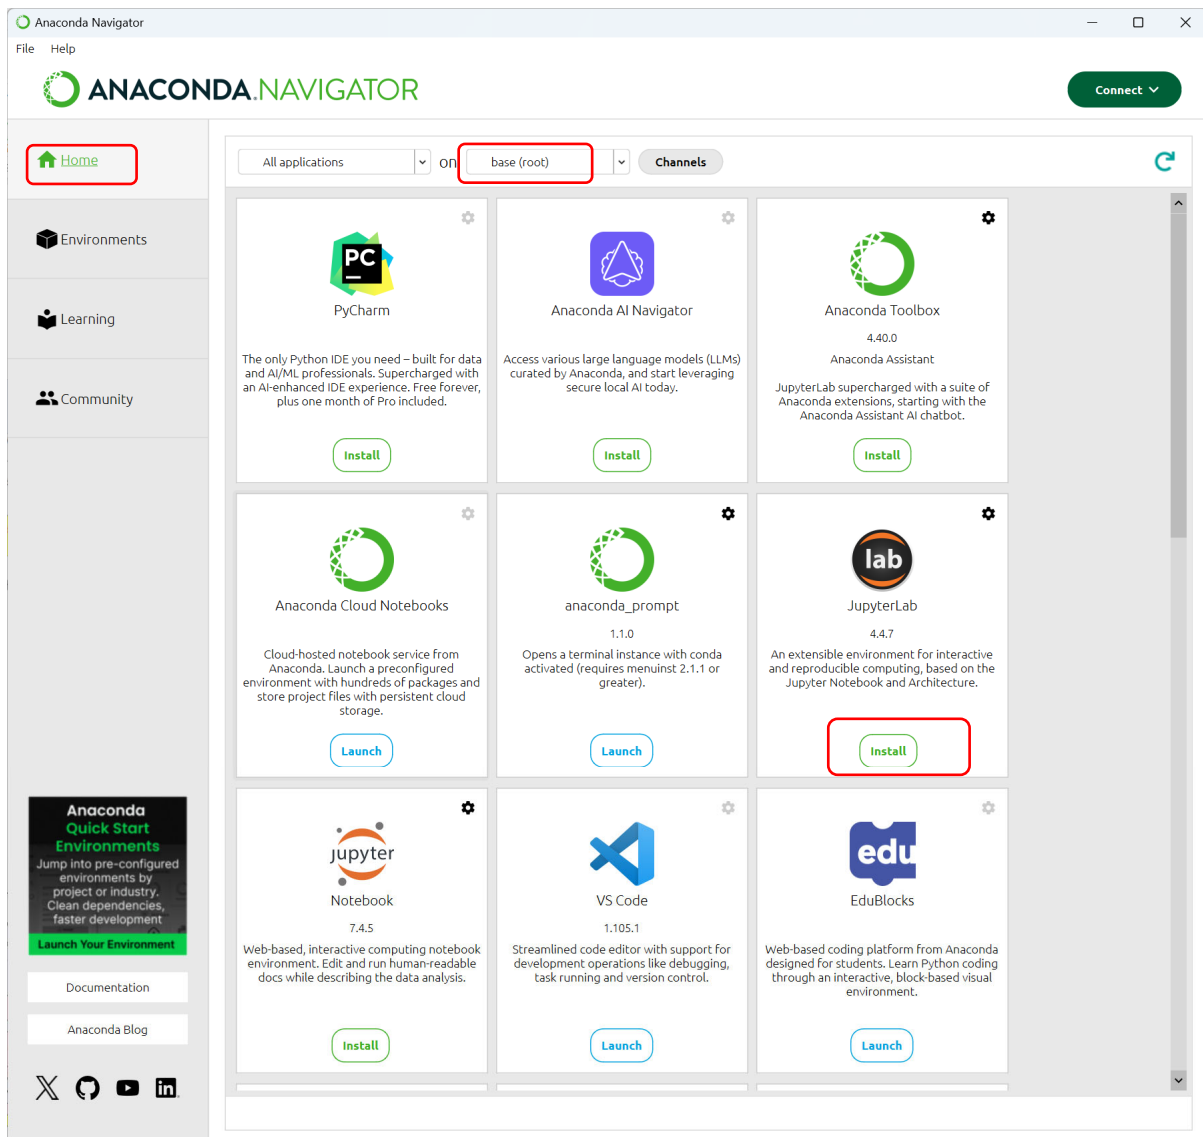 Anaconda Navigator
File Help
ANACONDA.NAVIGATOR
Connect
Home
Environments
Learning
Community
Anaconda
Quick Start
Environments
Jump into pre-configured
environments by
project or industry.
Clean dependencies,
faster development
Launch Your Environment
Documentation
Anaconda Blog
All applications on base (root) Channels
PC
PyCharm
The only Python IDE you need – built for data
and AI/ML professionals. Supercharged with
an AI-enhanced IDE experience. Free forever,
plus one month of Pro included.
Install
Anaconda AI Navigator
Access various large language models (LLMs)
curated by Anaconda, and start leveraging
secure local AI today.
Install
Anaconda Toolbox
4.40.0
Anaconda Assistant
JupyterLab supercharged with a suite of
Anaconda extensions, starting with the
Anaconda Assistant AI chatbot.
Install
Anaconda Cloud Notebooks
Cloud-hosted notebook service from
Anaconda. Launch a preconfigured
environment with hundreds of packages and
store project files with persistent cloud
storage.
Launch
anaconda_prompt
1.1.0
Opens a terminal instance with conda
activated (requires menuinst 2.1.1 or
greater).
Launch
lab
JupyterLab
4.4.7
An extensible environment for interactive
and reproducible computing, based on the
Jupyter Notebook and Architecture.
Install
jupyter
Notebook
7.4.5
Web-based, interactive computing notebook
environment. Edit and run human-readable
docs while describing the data analysis.
Install
VS Code
1.105.1
Streamlined code editor with support for
development operations like debugging,
task running and version control.
Launch
edu
EduBlocks
Web-based coding platform from Anaconda
designed for students. Learn Python coding
through an interactive, block-based visual
environment.
Launch